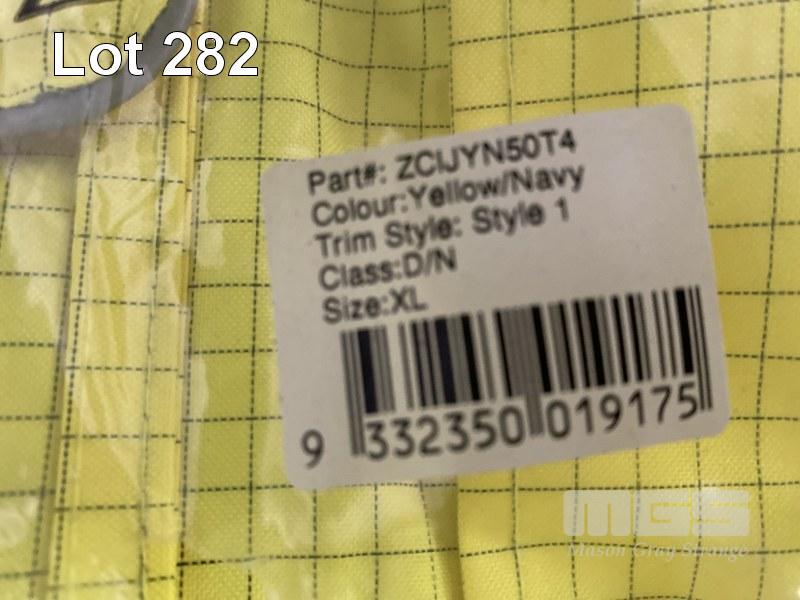 Lot 282
Part#: ZCIJYN50T4
Colour:Yellow/Navy
Trim Style: Style 1
Class:D/N
Size:XL
9 332350 019175
MGS
Mason Gray Strange